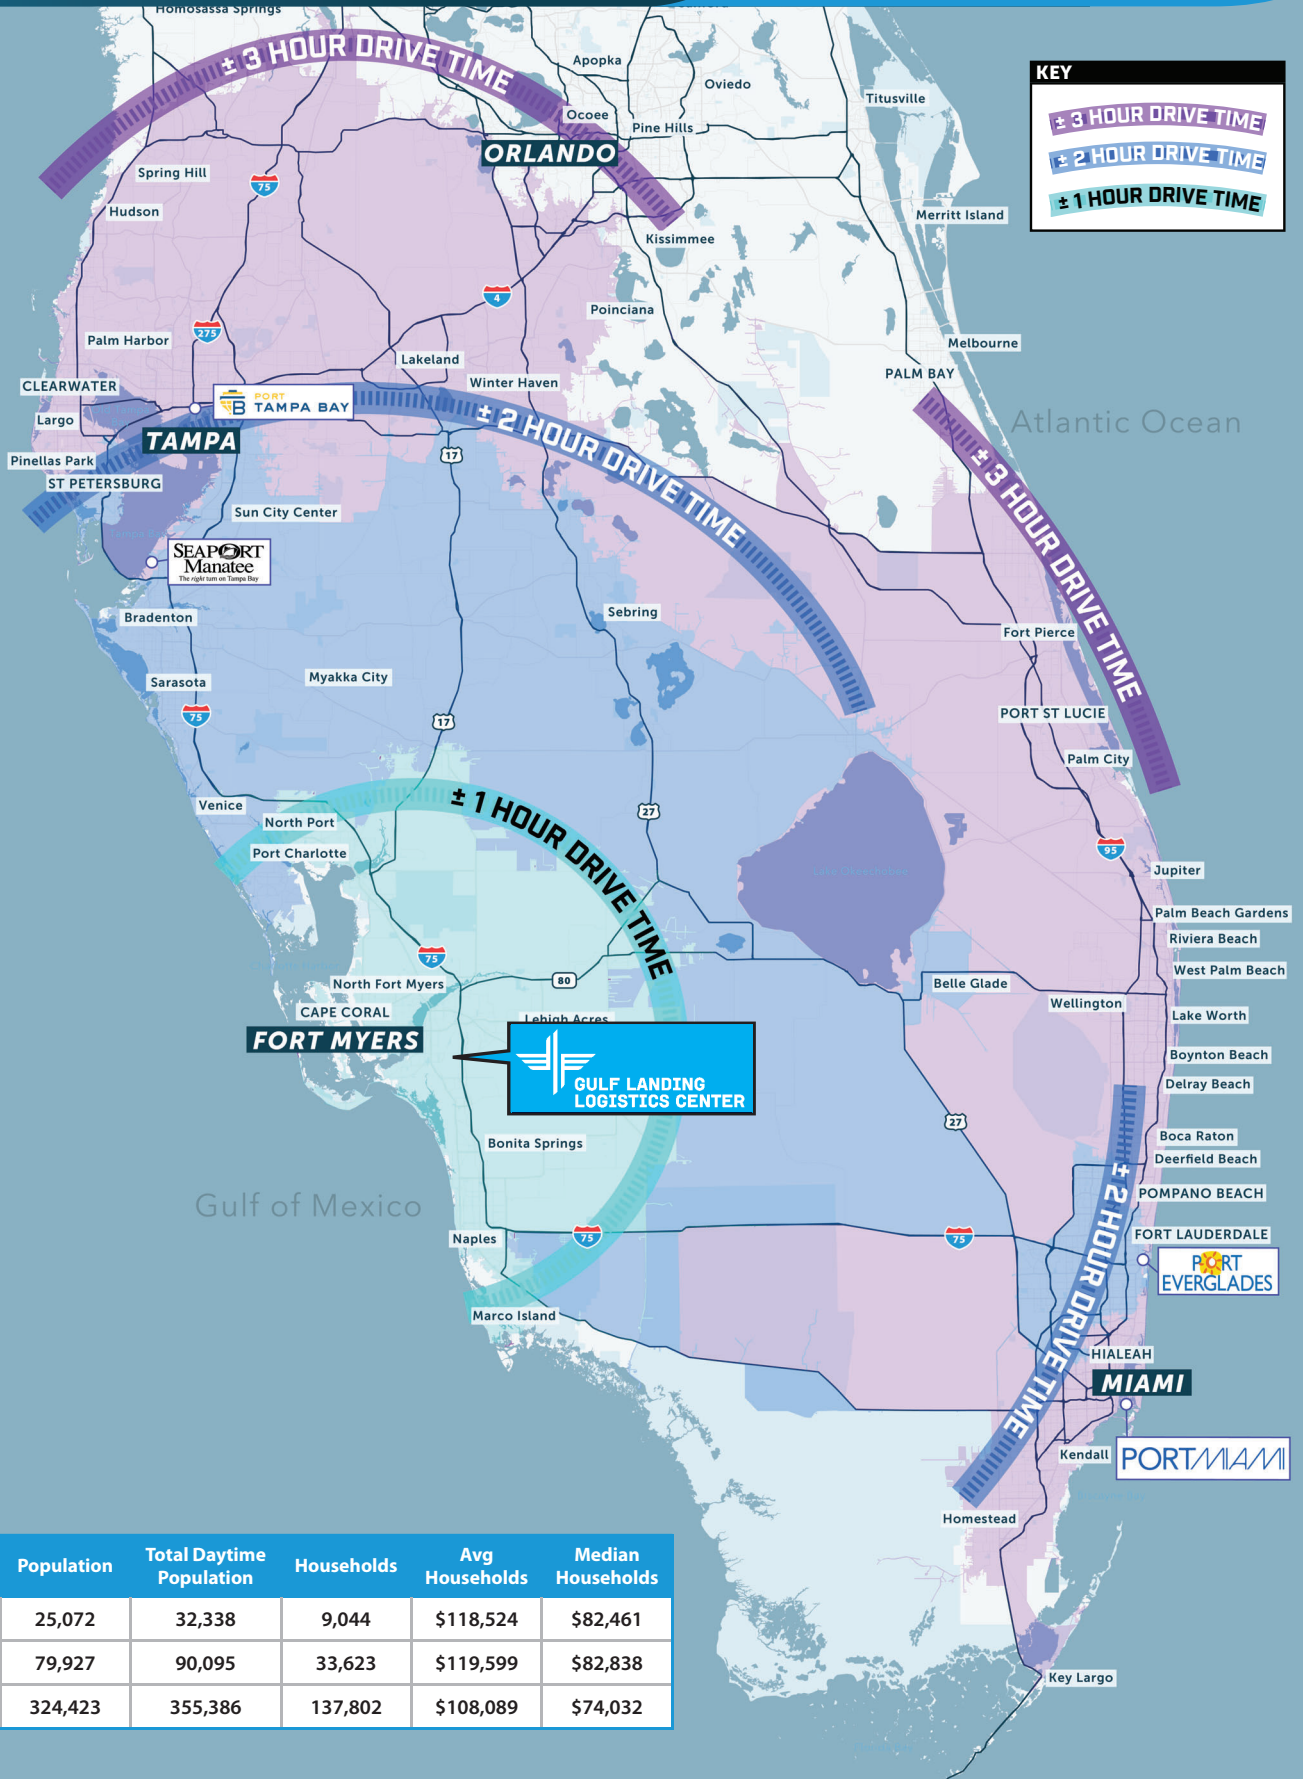 Homosassa Springs
± 3 HOUR DRIVE TIME
Apopka
Oviedo
Titusville
Ocoee
Pine Hills
ORLANDO
KEY
± 3 HOUR DRIVE TIME
± 2 HOUR DRIVE TIME
± 1 HOUR DRIVE TIME
Spring Hill
75
Hudson
Merritt Island
Kissimmee
4
Poinciana
275
Palm Harbor
Lakeland
Melbourne
PALM BAY
CLEARWATER
Winter Haven
PORT
TAMPA BAY
Largo
TAMPA
± 2 HOUR DRIVE TIME
Atlantic Ocean
Pinellas Park
17
± 3 HOUR DRIVE TIME
ST PETERSBURG
Sun City Center
SEAPORT
Manatee
The right turn on Tampa Bay
Bradenton
Sebring
Fort Pierce
Sarasota
Myakka City
75
17
PORT ST LUCIE
Palm City
Venice
± 1 HOUR DRIVE TIME
27
North Port
Port Charlotte
95
Lake Okeechobee
Jupiter
Palm Beach Gardens
Riviera Beach
75
West Palm Beach
North Fort Myers
80
Belle Glade
Wellington
CAPE CORAL
Lehigh Acres
Lake Worth
FORT MYERS
GULF LANDING
LOGISTICS CENTER
Boynton Beach
Delray Beach
27
Bonita Springs
Boca Raton
Deerfield Beach
± 2 HOUR DRIVE TIME
POMPANO BEACH
Gulf of Mexico
Naples
75
75
FORT LAUDERDALE
PORT
EVERGLADES
Marco Island
HIALEAH
MIAMI
Kendall
PORTMIAMI
Homestead
Key Largo
Population Total Daytime Population Households Avg Households Median Households
25,072 32,338 9,044 $118,524 $82,461
79,927 90,095 33,623 $119,599 $82,838
324,423 355,386 137,802 $108,089 $74,032